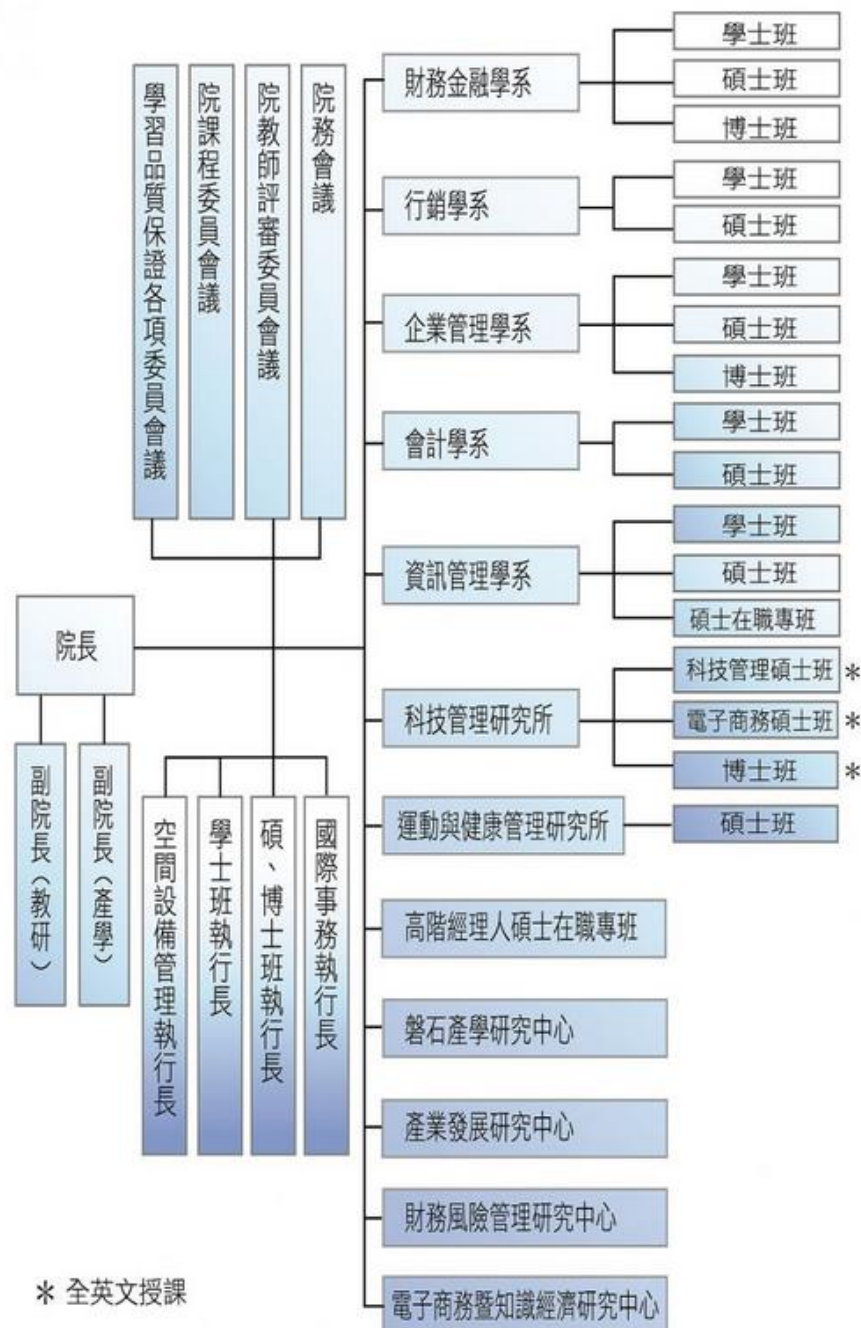 學習品質保證各項委員會議
院課程委員會議
院教師評審委員會議
院務會議
院長
副院長（教研）
副院長（產學）
空間設備管理執行長
學士班執行長
碩、博士班執行長
國際事務執行長
財務金融學系
學士班
碩士班
博士班
行銷學系
學士班
碩士班
企業管理學系
學士班
碩士班
博士班
會計學系
學士班
碩士班
資訊管理學系
學士班
碩士班
碩士在職專班
科技管理研究所
科技管理碩士班 *
電子商務碩士班 *
博士班 *
運動與健康管理研究所
碩士班
高階經理人碩士在職專班
磐石產學研究中心
產業發展研究中心
財務風險管理研究中心
電子商務暨知識經濟研究中心
* 全英文授課